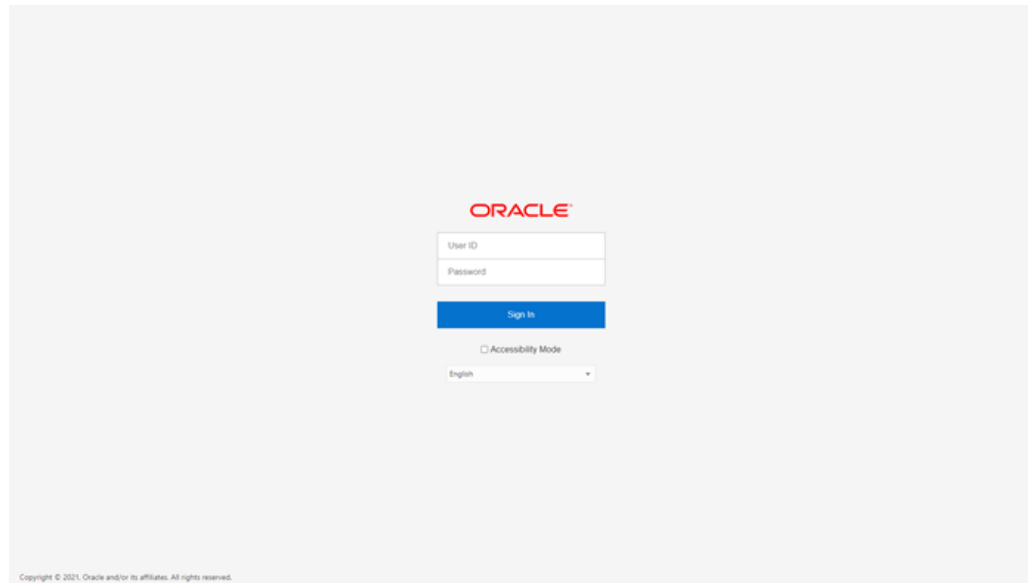 ORACLE
User ID
Password
Sign In
Accessibility Mode
English
Copyright © 2021, Oracle and/or its affiliates. All rights reserved.